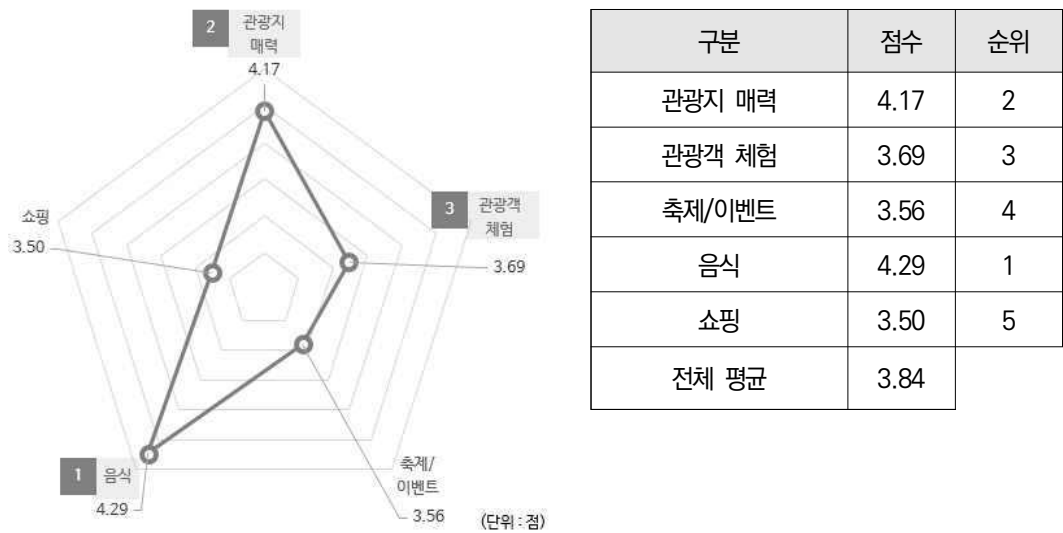 2 관광지
매력
4.17
3 관광객
체험
3.69
쇼핑
3.50
1 음식
4.29
축제/
이벤트
3.56
(단위 : 점)
구분 점수 순위
관광지 매력 4.17 2
관광객 체험 3.69 3
축제/이벤트 3.56 4
음식 4.29 1
쇼핑 3.50 5
전체 평균 3.84